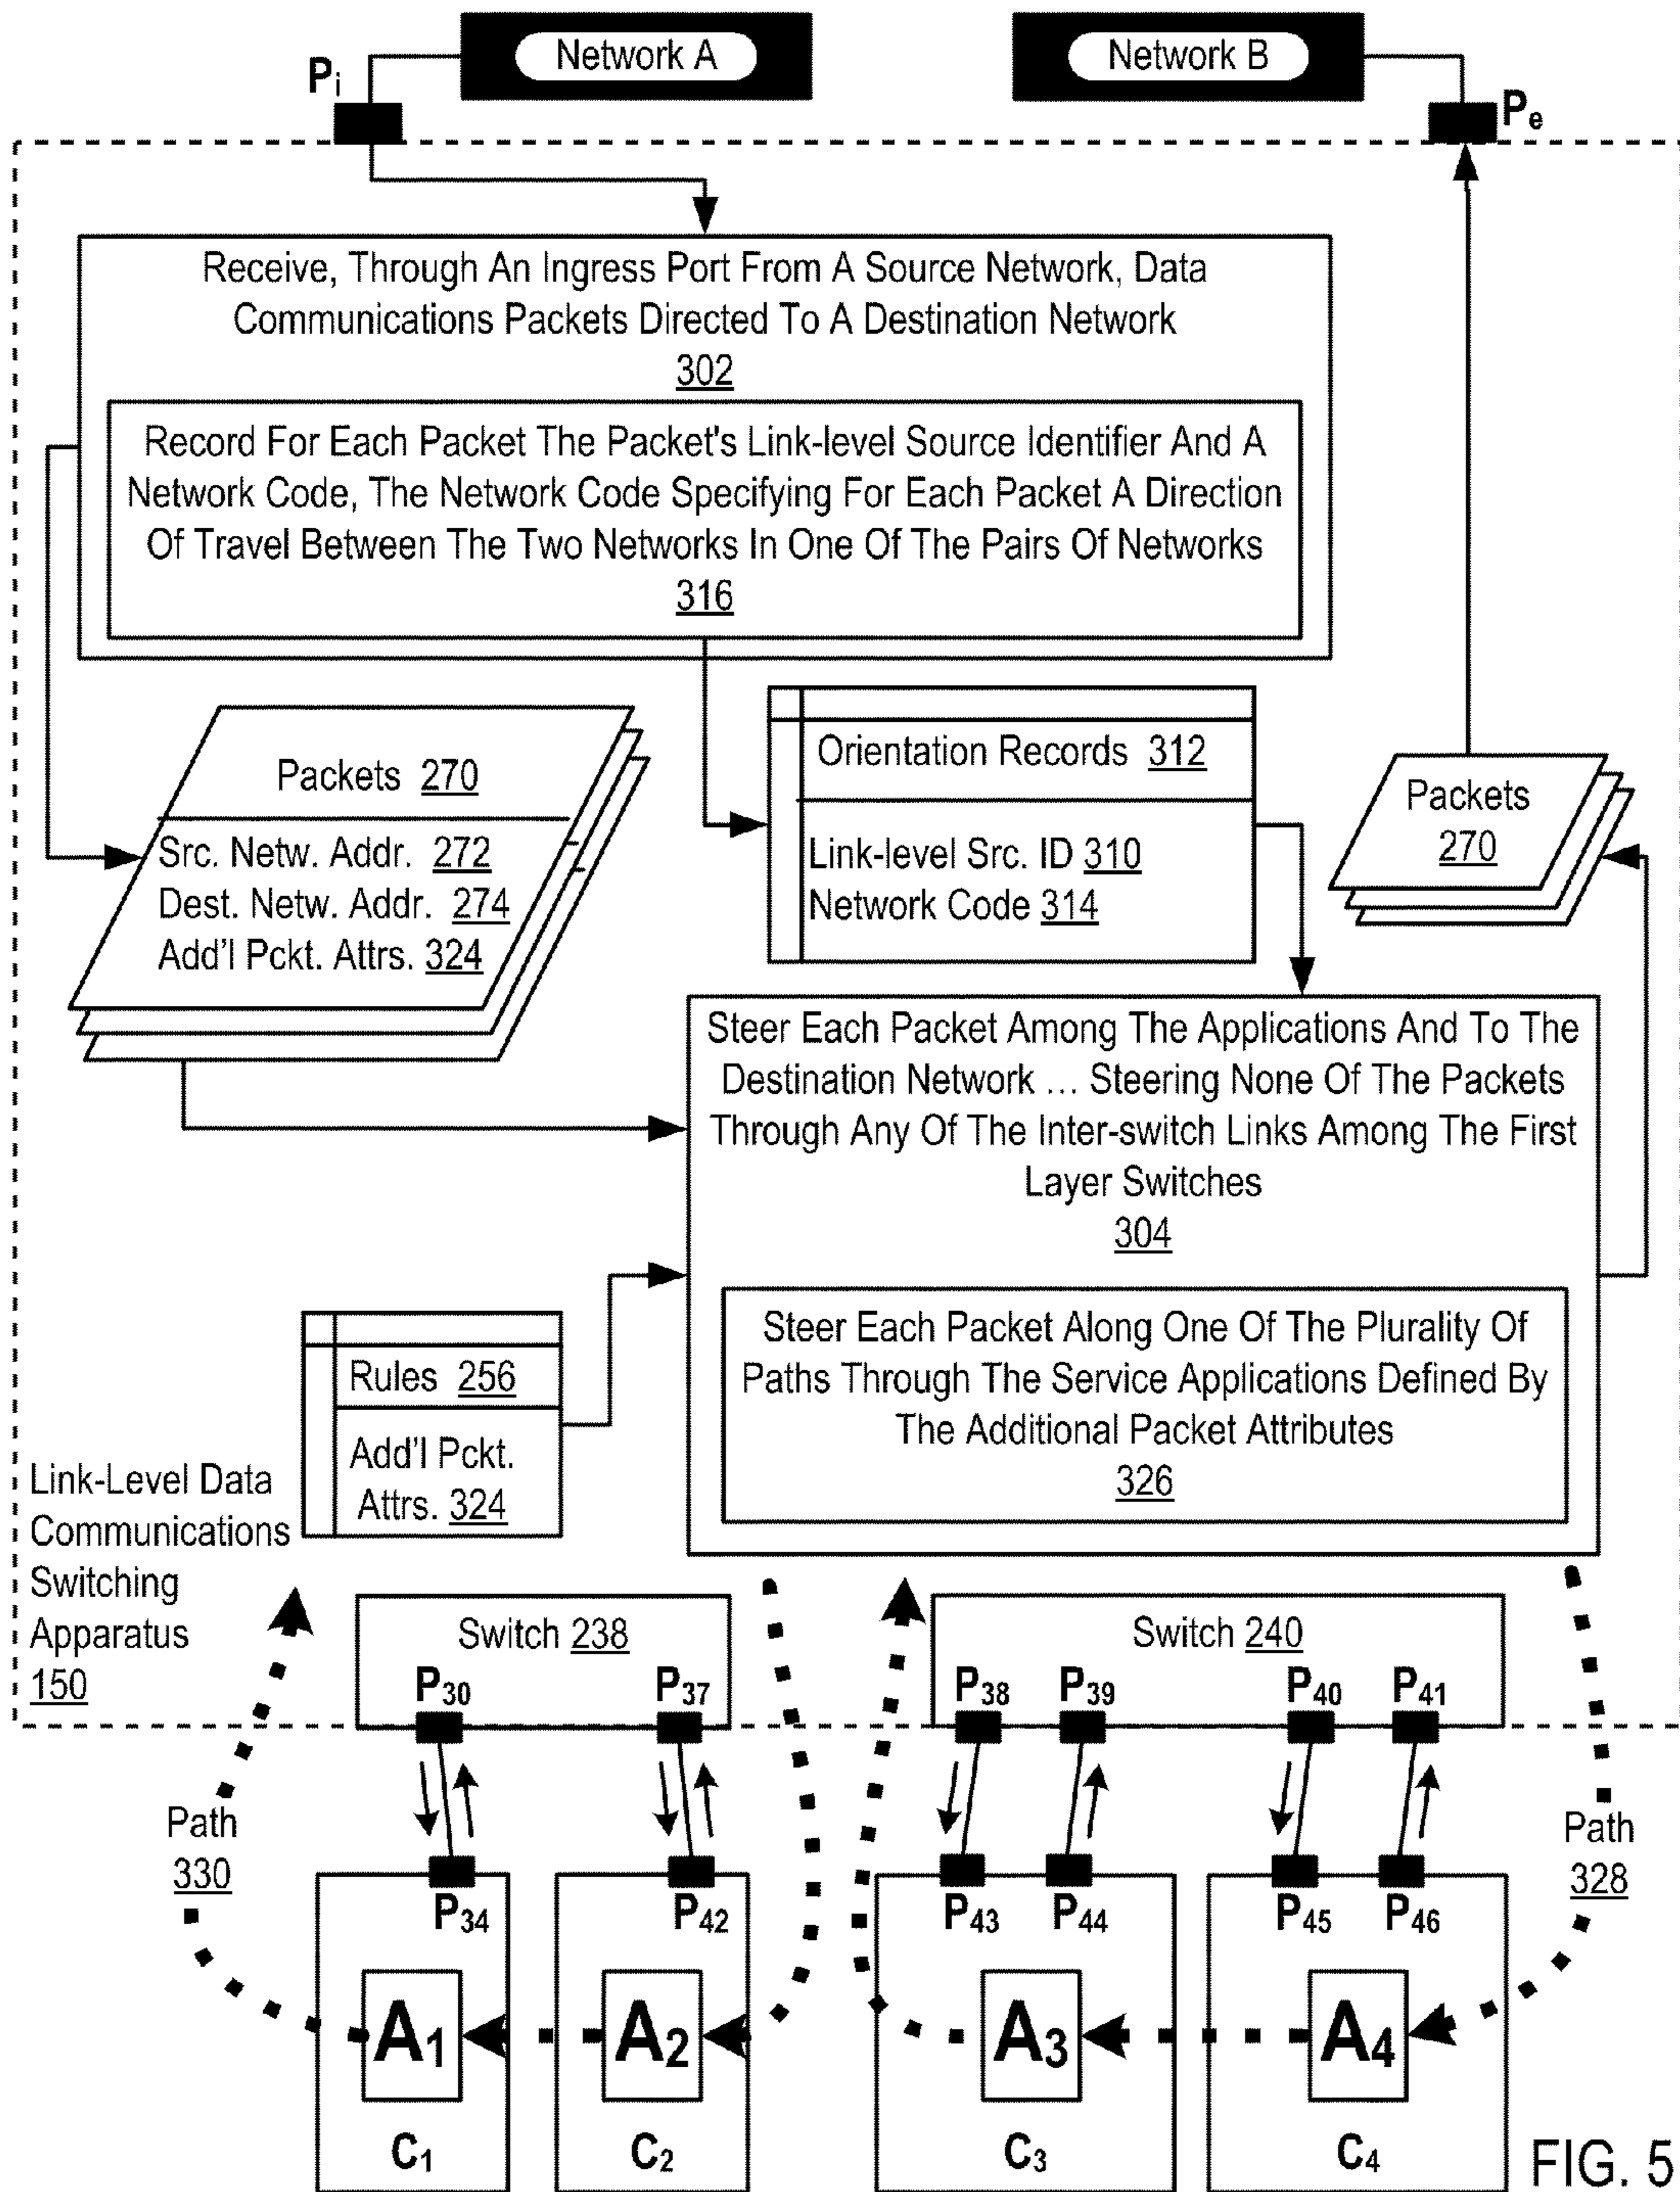 Network A
Network B
Pi
Pe
Receive, Through An Ingress Port From A Source Network, Data
Communications Packets Directed To A Destination Network
302
Record For Each Packet The Packet's Link-level Source Identifier And A
Network Code, The Network Code Specifying For Each Packet A Direction
Of Travel Between The Two Networks In One Of The Pairs Of Networks
316
Packets 270
Src. Netw. Addr. 272
Dest. Netw. Addr. 274
Add'l Pckt. Attrs. 324
Orientation Records 312
Link-level Src. ID 310
Network Code 314
Packets
270
Steer Each Packet Among The Applications And To The
Destination Network ... Steering None Of The Packets
Through Any Of The Inter-switch Links Among The First
Layer Switches
304
Steer Each Packet Along One Of The Plurality Of
Paths Through The Service Applications Defined By
The Additional Packet Attributes
326
Rules 256
Add'l Pckt.
Attrs. 324
Link-Level Data
Communications
Switching
Apparatus
150
Switch 238
P30
P37
Switch 240
P38
P39
P40
P41
Path
330
Path
328
P34
P42
P43
P44
P45
P46
A1
A2
A3
A4
C1
C2
C3
C4
FIG. 5